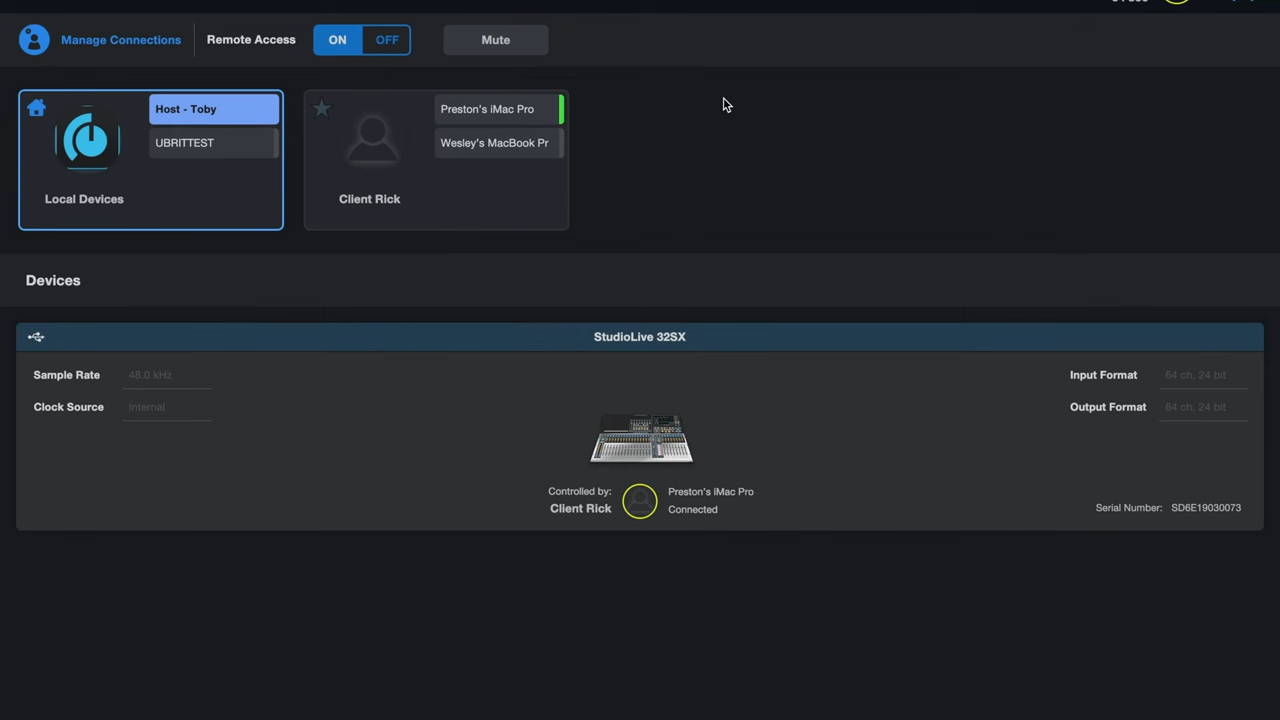 Manage Connections
Remote Access
ON
OFF
Mute
Host - Toby
UBRITTEST
Local Devices
Preston's iMac Pro
Wesley's MacBook Pr
Client Rick
Devices
StudioLive 32SX
Sample Rate 48.0 kHz
Clock Source Internal
Input Format 64 ch, 24 bit
Output Format 64 ch, 24 bit
Controlled by:
Client Rick
Preston's iMac Pro
Connected
Serial Number: SD6E19030073